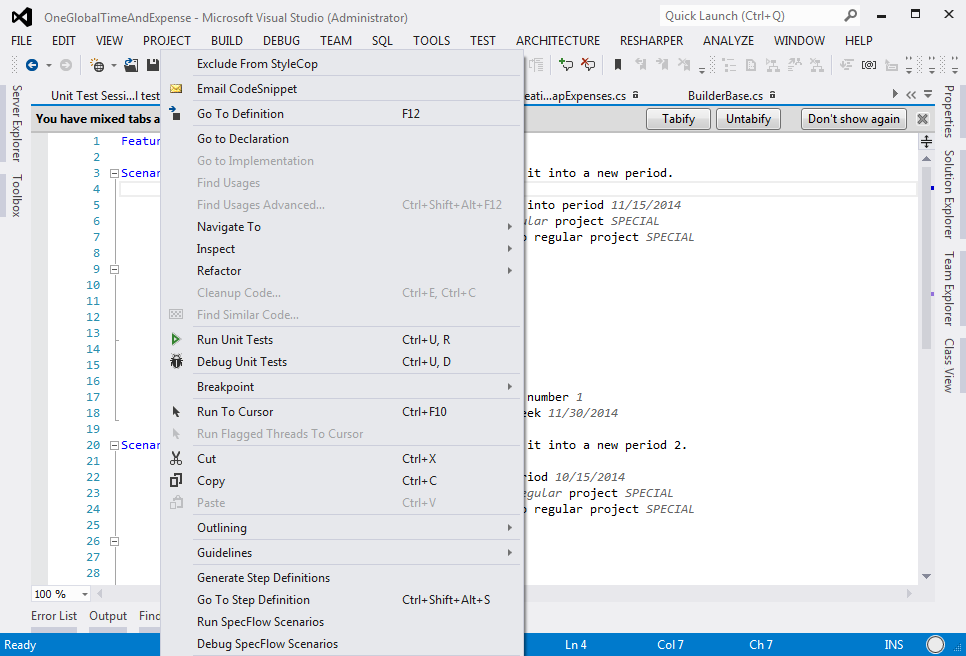 OneGlobalTimeAndExpense - Microsoft Visual Studio (Administrator)
Quick Launch (Ctrl+Q)
FILE EDIT VIEW PROJECT BUILD DEBUG TEAM SQL TOOLS TEST ARCHITECTURE RESHARPER ANALYZE WINDOW HELP
Unit Test Sessi...l test
eati...apExpenses.cs
BuilderBase.cs
You have mixed tabs a
Tabify
Untabify
Don't show again
Server Explorer
Toolbox
Properties
Solution Explorer
Team Explorer
Class View
1 Featur
2
3 Scenar it into a new period.
4
5 into period 11/15/2014
6 ular project SPECIAL
7 o regular project SPECIAL
8
9
10
11
12
13
14
15
16
17 number 1
18 eek 11/30/2014
19
20 Scenar it into a new period 2.
21
22 riod 10/15/2014
23 egular project SPECIAL
24 o regular project SPECIAL
25
26
27
28
Exclude From StyleCop
Email CodeSnippet
Go To Definition F12
Go to Declaration
Go to Implementation
Find Usages
Find Usages Advanced... Ctrl+Shift+Alt+F12
Navigate To
Inspect
Refactor
Cleanup Code... Ctrl+E, Ctrl+C
Find Similar Code...
Run Unit Tests Ctrl+U, R
Debug Unit Tests Ctrl+U, D
Breakpoint
Run To Cursor Ctrl+F10
Run Flagged Threads To Cursor
Cut Ctrl+X
Copy Ctrl+C
Paste Ctrl+V
Outlining
Guidelines
Generate Step Definitions
Go To Step Definition Ctrl+Shift+Alt+S
Run SpecFlow Scenarios
Debug SpecFlow Scenarios
100 %
Error List Output Find
Ready Ln 4 Col 7 Ch 7 INS